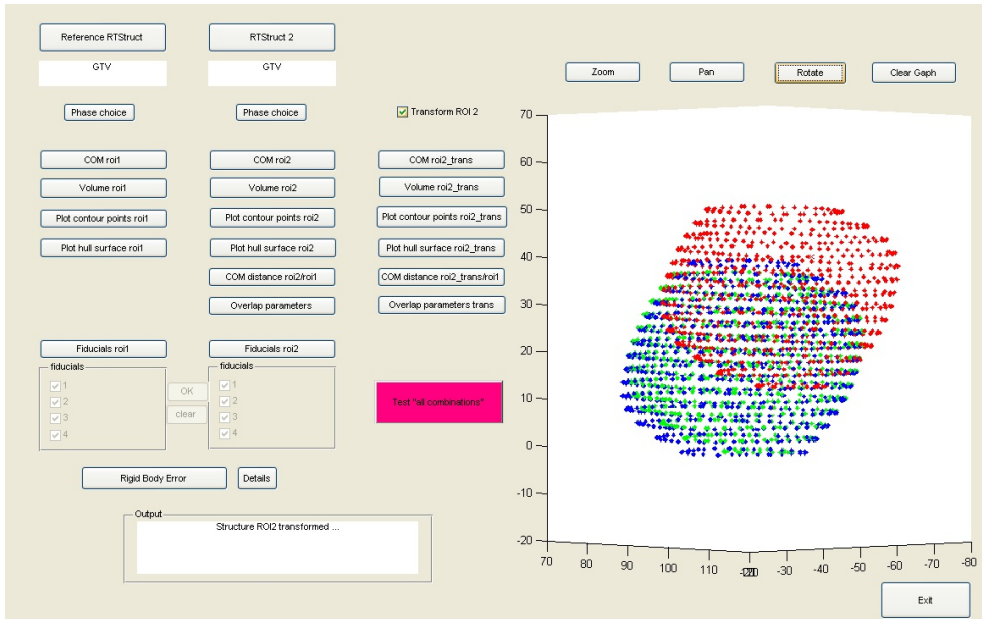 Reference RTStruct
RTStruct 2
GTV
GTV
Zoom
Pan
Rotate
Clear Gaph
Phase choice
Phase choice
Transform ROI 2
COM roi1
COM roi2
COM roi2_trans
Volume roi1
Volume roi2
Volume roi2_trans
Plot contour points roi1
Plot contour points roi2
Plot contour points roi2_trans
Plot hull surface roi1
Plot hull surface roi2
Plot hull surface roi2_trans
COM distance roi2/roi1
COM distance roi2_trans/roi1
Overlap parameters
Overlap parameters trans
Fiducials roi1
Fiducials roi2
fiducials
fiducials
1
2
3
4
OK
clear
1
2
3
4
Test "all combinations"
Rigid Body Error
Details
Output
Structure ROI2 transformed ...
70
60
50
40
30
20
10
0
-10
-20
70
80
90
100
110
-30
-40
-50
-60
-70
-80
Exit